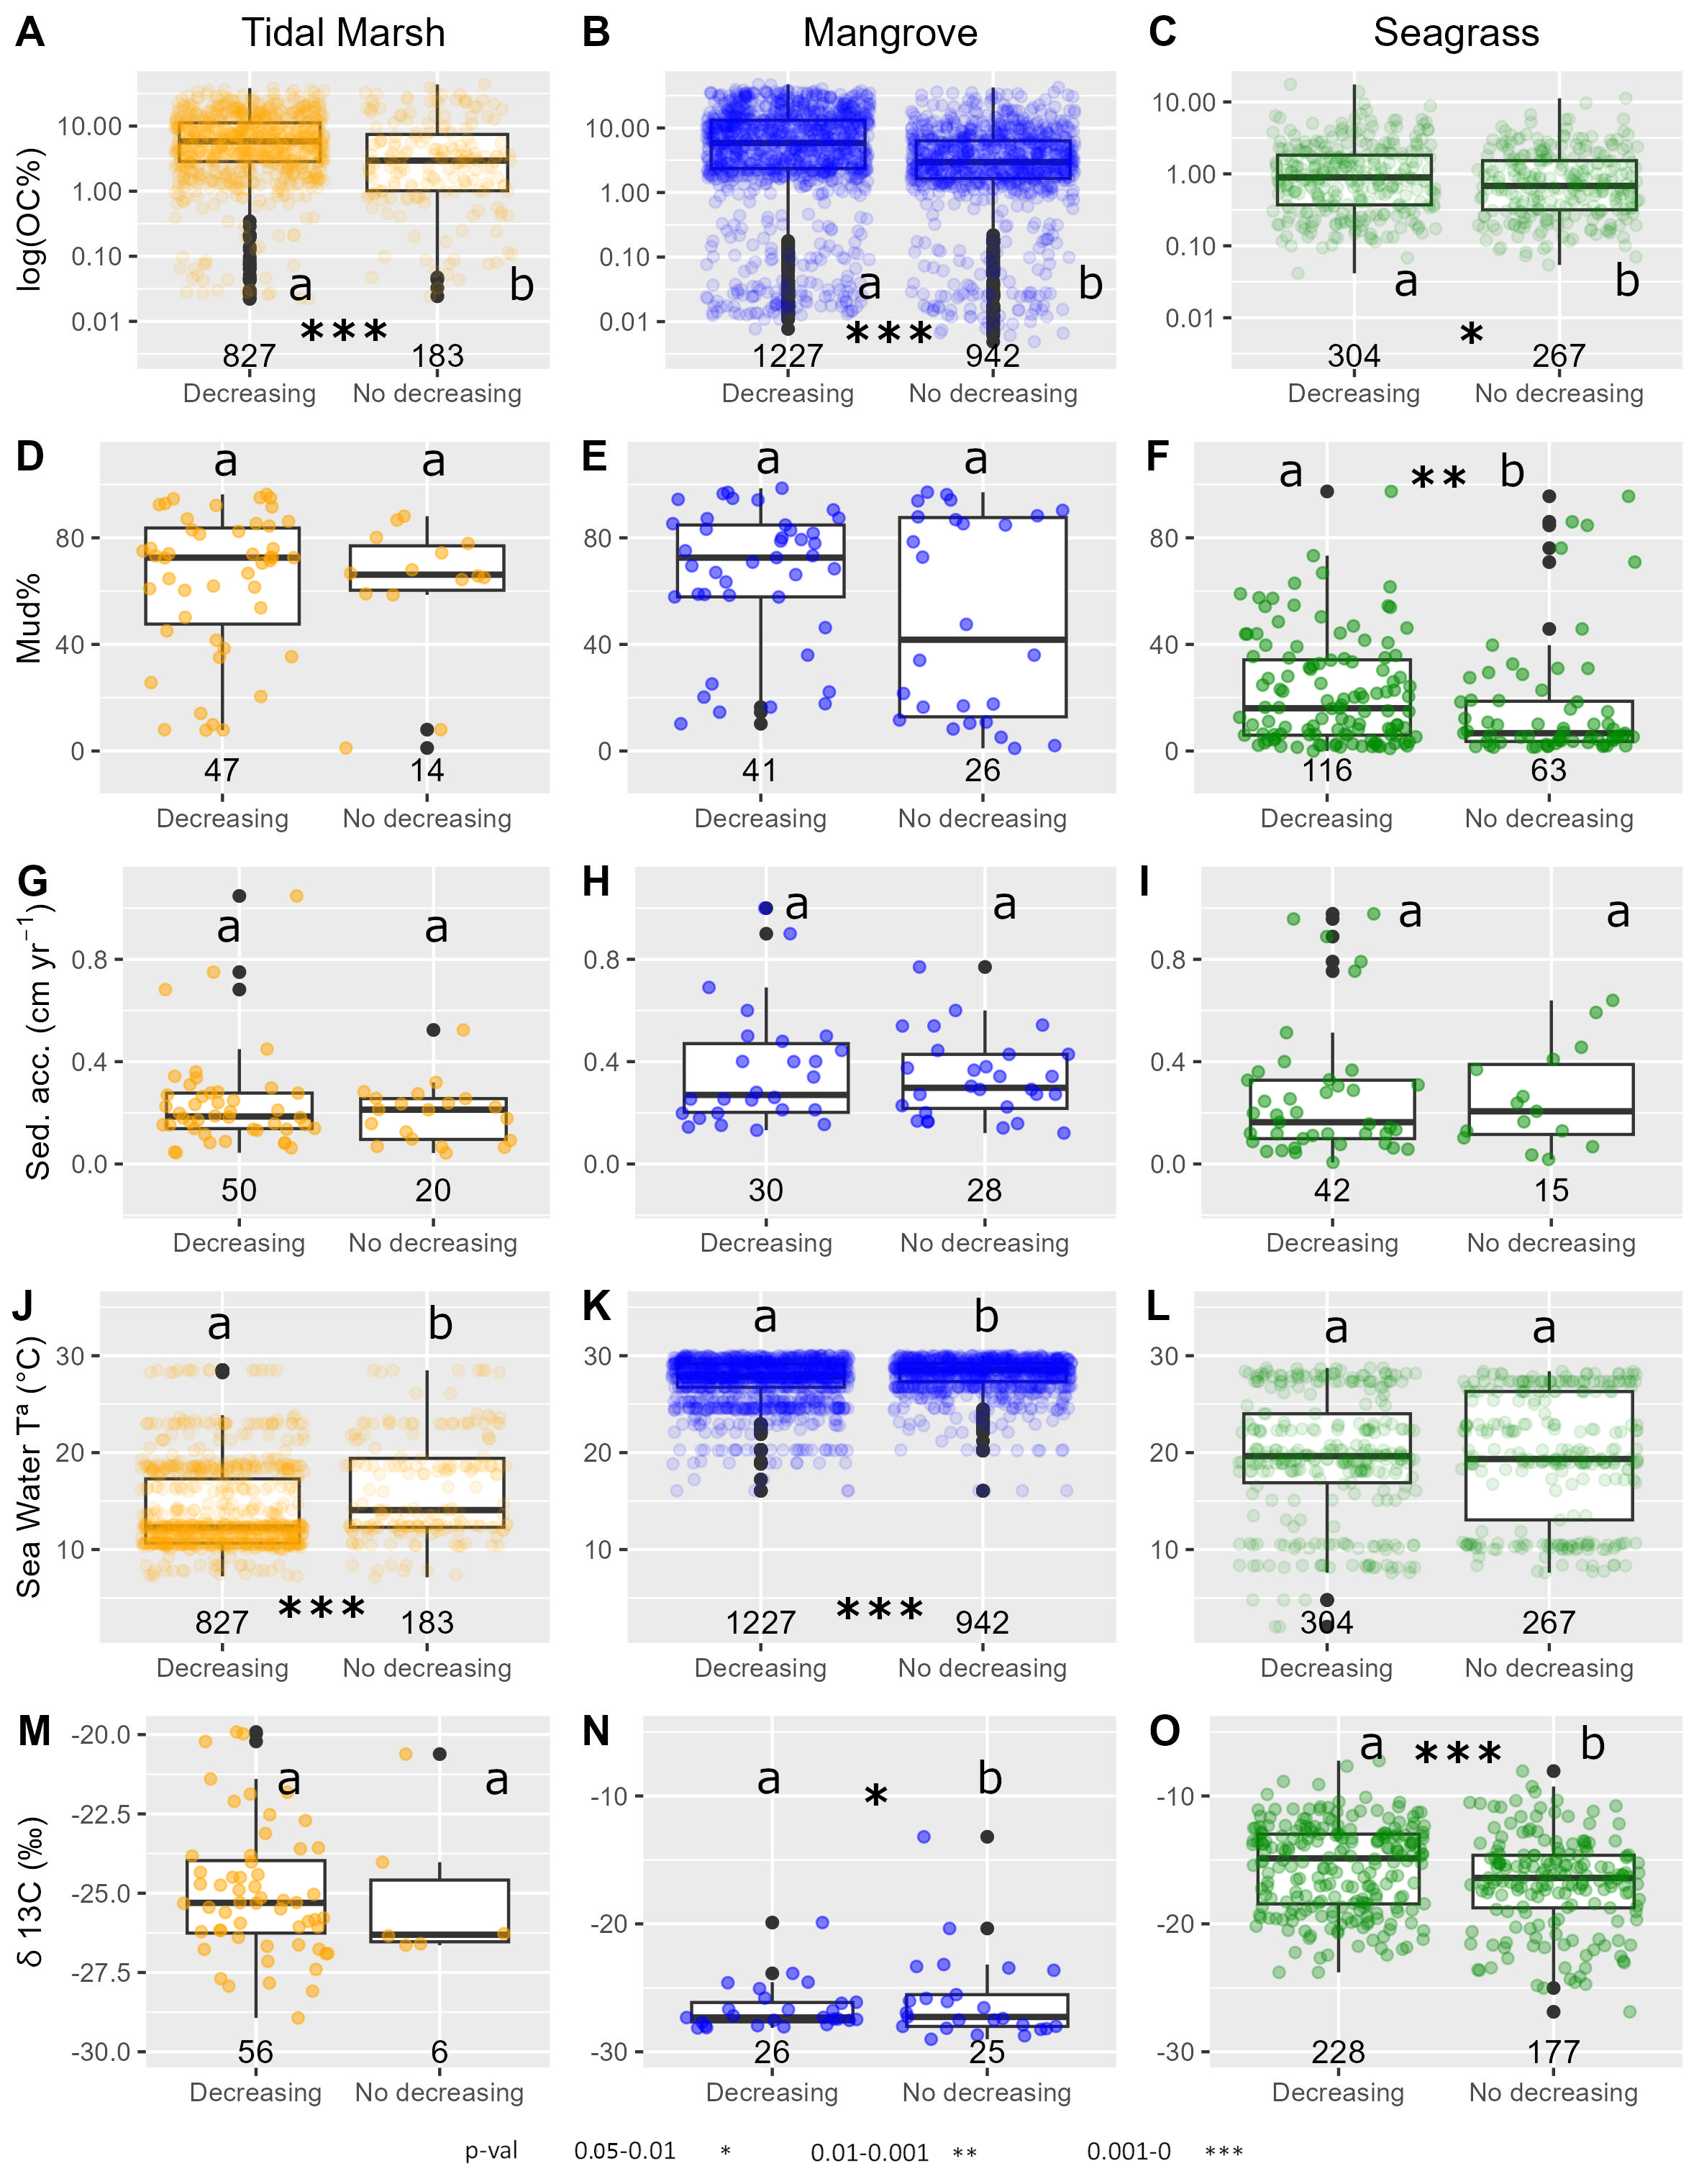 A Tidal Marsh B Mangrove C Seagrass
log(OC%)
10.00 1.00 0.10 0.01
a b
***
827 183
Decreasing No decreasing
10.00 1.00 0.10 0.01
a b
***
1227 942
Decreasing No decreasing
10.00 1.00 0.10 0.01
a b
*
304 267
Decreasing No decreasing
D
Mud%
80 40 0
a a
47 14
Decreasing No decreasing
E
80 40 0
a a
41 26
Decreasing No decreasing
F
80 40 0
a ** b
116 63
Decreasing No decreasing
G
Sed. acc. (cm yr⁻¹)
0.8 0.4 0.0
a a
50 20
Decreasing No decreasing
H
0.8 0.4 0.0
a a
30 28
Decreasing No decreasing
I
0.8 0.4 0.0
a a
42 15
Decreasing No decreasing
J
Sea Water Tª (°C)
30 20 10
a b
***
827 183
Decreasing No decreasing
K
30 20 10
a b
***
1227 942
Decreasing No decreasing
L
30 20 10
a a
304 267
Decreasing No decreasing
M
δ 13C (‰)
-20.0 -22.5 -25.0 -27.5 -30.0
a a
56 6
Decreasing No decreasing
N
-10 -20 -30
a * b
26 25
Decreasing No decreasing
O
-10 -20 -30
a *** b
228 177
Decreasing No decreasing
p-val 0.05-0.01 * 0.01-0.001 ** 0.001-0 ***